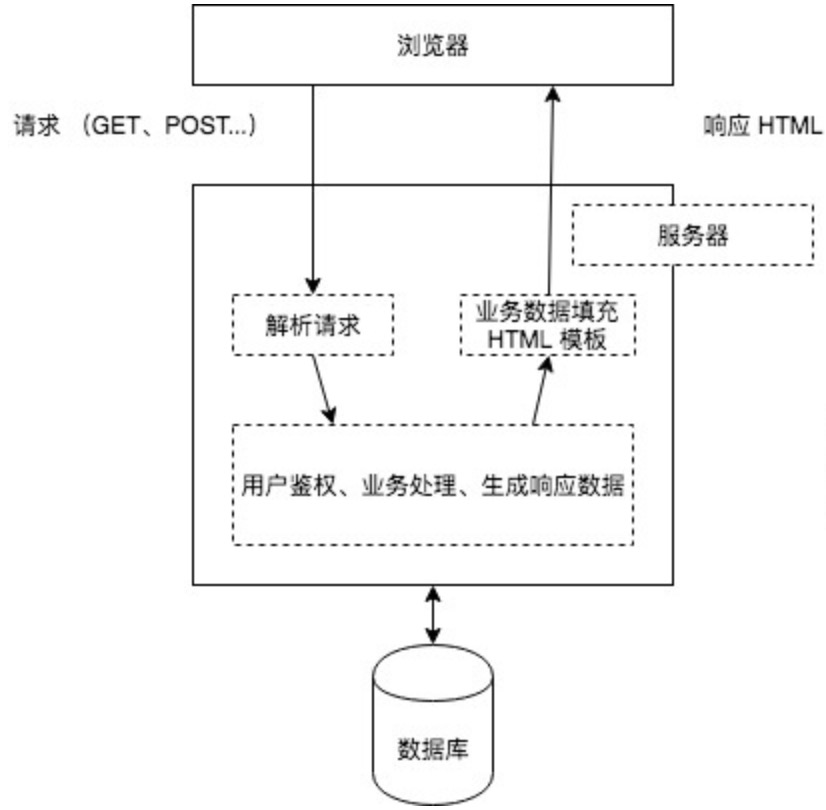 浏览器
请求 （GET、POST...）
响应 HTML
服务器
解析请求
业务数据填充
HTML 模板
用户鉴权、业务处理、生成响应数据
数据库